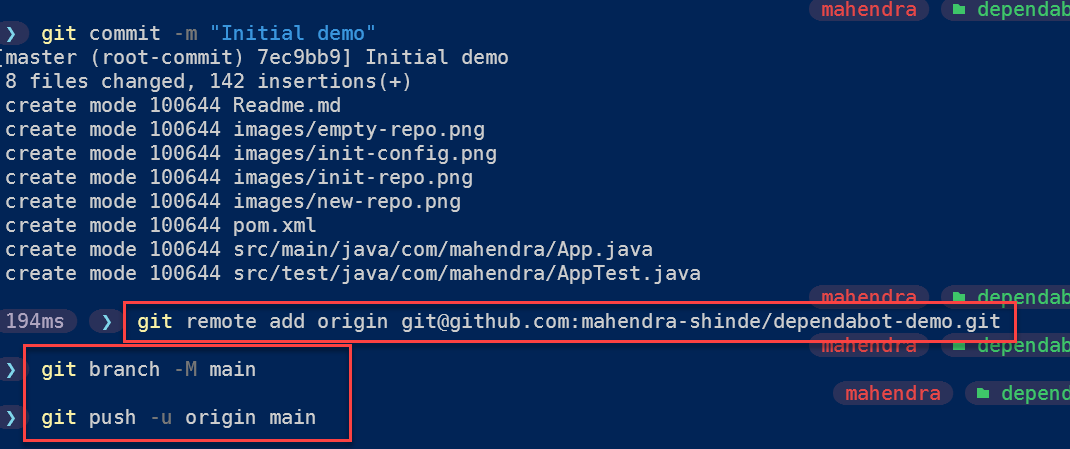 mahendra dependab
❯ git commit -m "Initial demo"
[master (root-commit) 7ec9bb9] Initial demo
8 files changed, 142 insertions(+)
create mode 100644 Readme.md
create mode 100644 images/empty-repo.png
create mode 100644 images/init-config.png
create mode 100644 images/init-repo.png
create mode 100644 images/new-repo.png
create mode 100644 pom.xml
create mode 100644 src/main/java/com/mahendra/App.java
create mode 100644 src/test/java/com/mahendra/AppTest.java
mahendra dependab
194ms ❯ git remote add origin git@github.com:mahendra-shinde/dependabot-demo.git
mahendra dependab
❯ git branch -M main
mahendra depend
❯ git push -u origin main